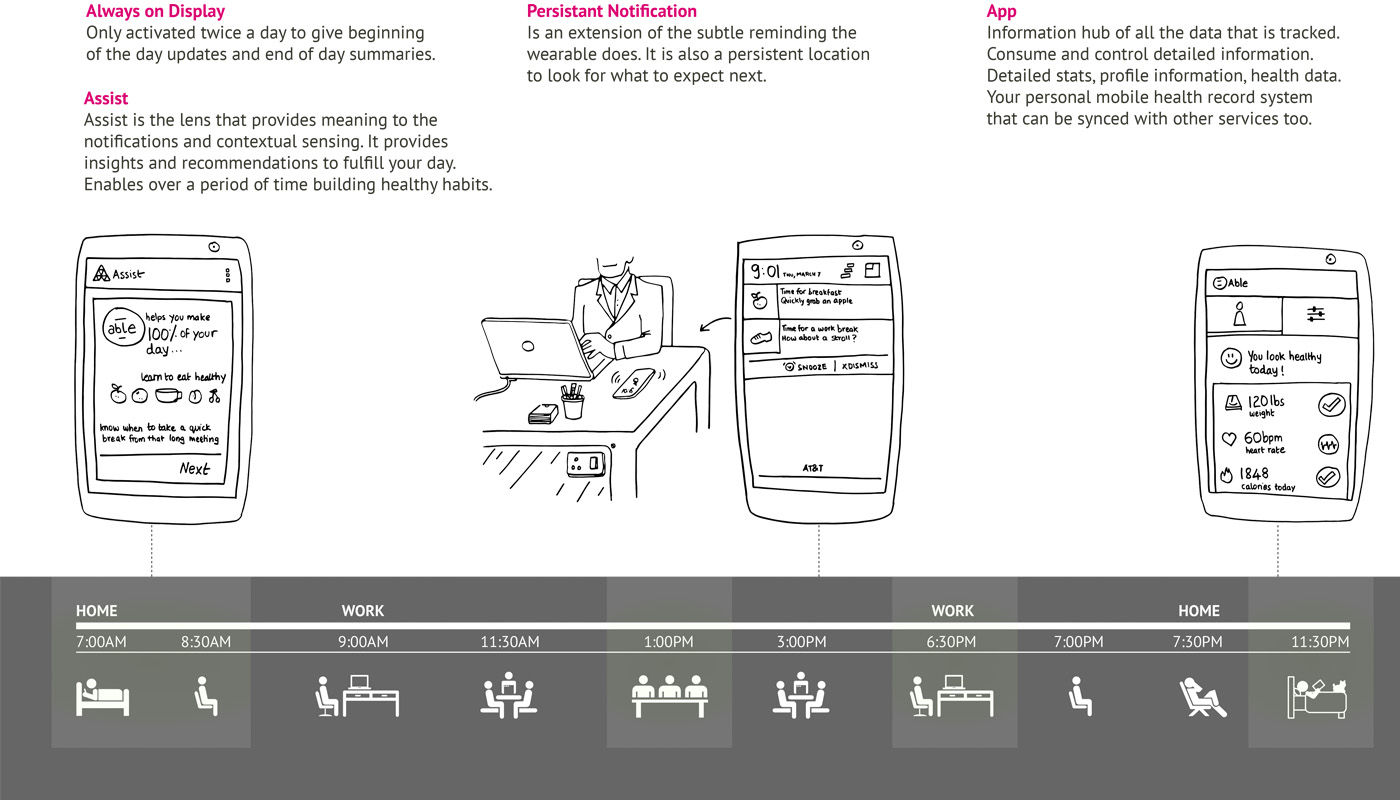 Always on Display
Only activated twice a day to give beginning
of the day updates and end of day summaries.
Assist
Assist is the lens that provides meaning to the
notifications and contextual sensing. It provides
insights and recommendations to fulfill your day.
Enables over a period of time building healthy habits.
Persistant Notification
Is an extension of the subtle reminding the
wearable does. It is also a persistent location
to look for what to expect next.
App
Information hub of all the data that is tracked.
Consume and control detailed information.
Detailed stats, profile information, health data.
Your personal mobile health record system
that can be synced with other services too.
Assist
able
helps you make
100% of your
day...
learn to eat healthy
know when to take a quick
break from that long meeting
Next
9:01 THU, MARCH 7
Time for breakfast
Quickly grab an apple
Time for a work break
How about a stroll?
SNOOZE | X DISMISS
AT&T
Able
You look healthy
today!
120 lbs
weight
60bpm
heart rate
1848
calories today
HOME WORK WORK HOME
7:00AM 8:30AM 9:00AM 11:30AM 1:00PM 3:00PM 6:30PM 7:00PM 7:30PM 11:30PM